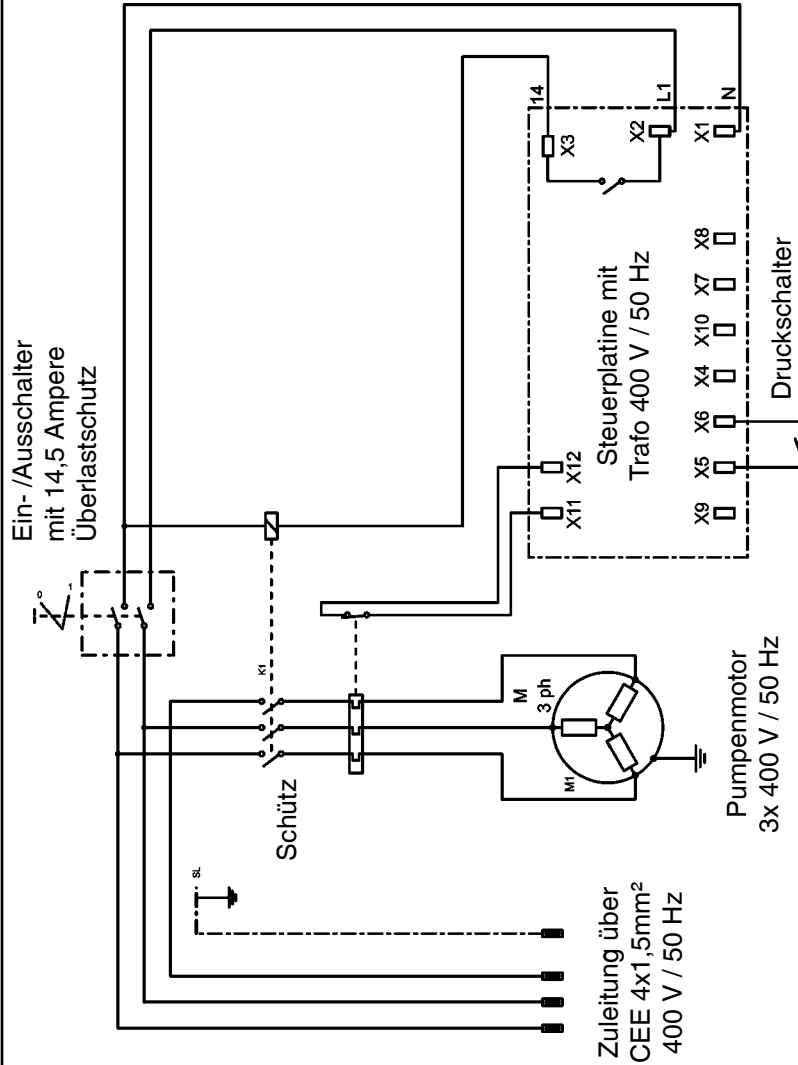 Ein- /Ausschalter
mit 14,5 Ampere
Überlastschutz
0
1
14
L1
N
X3
X2
X1
K1
X12
X11
Steuerplatine mit
Trafo 400 V / 50 Hz
X8
X7
X10
X4
X6
X5
X9
Druckschalter
Schütz
M
3 ph
M1
SL
Zuleitung über
CEE 4x1,5mm²
400 V / 50 Hz
Pumpenmotor
3x 400 V / 50 Hz